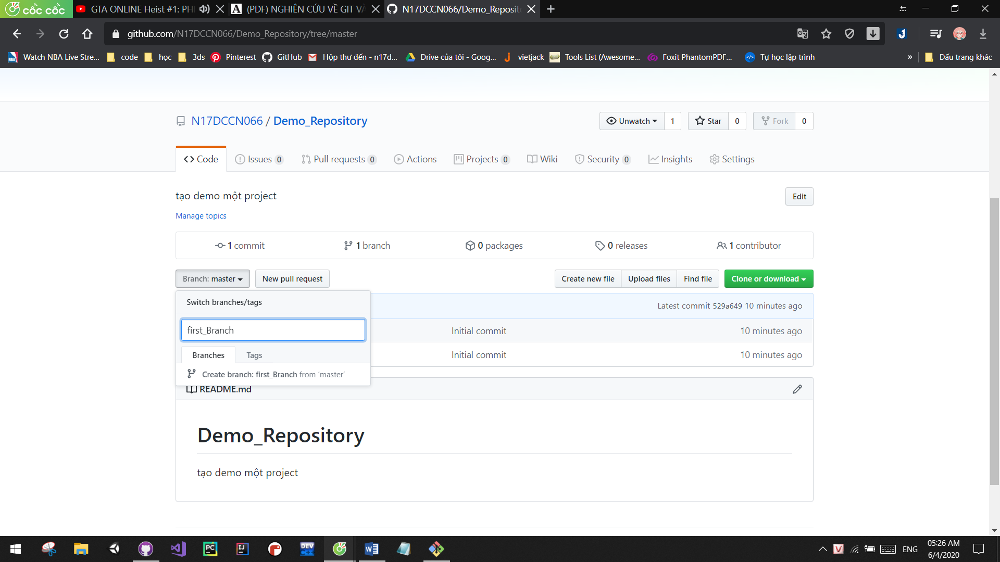 cốc cốc
GTA ONLINE Heist #1: PHI
(PDF) NGHIÊN CỨU VỀ GIT VÀ
N17DCCN066/Demo_Reposito
github.com/N17DCCN066/Demo_Repository/tree/master
Watch NBA Live Stre...
code
học
3ds
Pinterest
GitHub
Hộp thư đến - n17d...
Drive của tôi - Goog...
vietjack
Tools List (Awesome...
Foxit PhantomPDF...
Tự học lập trình
»
Dấu trang khác
N17DCCN066 / Demo_Repository
Unwatch 1
Star 0
Fork 0
Code
Issues 0
Pull requests 0
Actions
Projects 0
Wiki
Security 0
Insights
Settings
tạo demo một project
Edit
Manage topics
1 commit
1 branch
0 packages
0 releases
1 contributor
Branch: master
New pull request
Create new file
Upload files
Find file
Clone or download
Switch branches/tags
Latest commit 529a649 10 minutes ago
first_Branch
Initial commit
10 minutes ago
Branches
Tags
Initial commit
10 minutes ago
Create branch: first_Branch from ‘master’
README.md
Demo_Repository
tạo demo một project
PC
IJ
DEV
C++
W
V
ENG
05:26 AM
6/4/2020